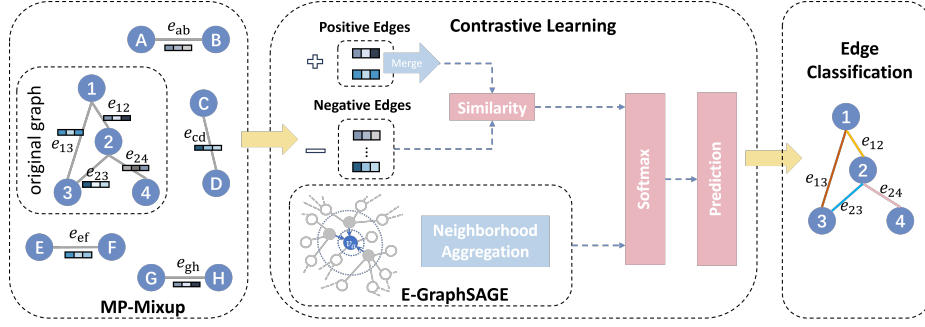 A
e_ab
B
original graph
1
e_12
e_13
2
e_23
e_24
3
4
C
e_cd
D
E
e_ef
F
G
e_gh
H
MP-Mixup
Contrastive Learning
Positive Edges
+
Merge
Negative Edges
−
⋮
Similarity
Softmax
Prediction
Neighborhood
Aggregation
E-GraphSAGE
Edge
Classification
1
e_12
2
e_13
e_23
e_24
3
4